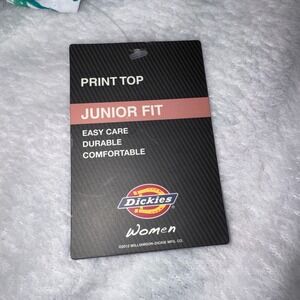 PRINT TOP
JUNIOR FIT
EASY CARE
DURABLE
COMFORTABLE
Dickies
Women
©2012 WILLIAMSON-DICKIE MFG. CO.